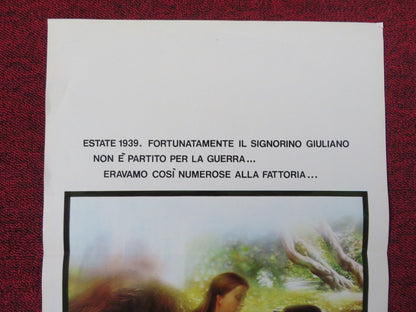 ESTATE 1939. FORTUNATAMENTE IL SIGNORINO GIULIANO
NON È PARTITO PER LA GUERRA...
ERAVAMO COSÌ NUMEROSE ALLA FATTORIA...